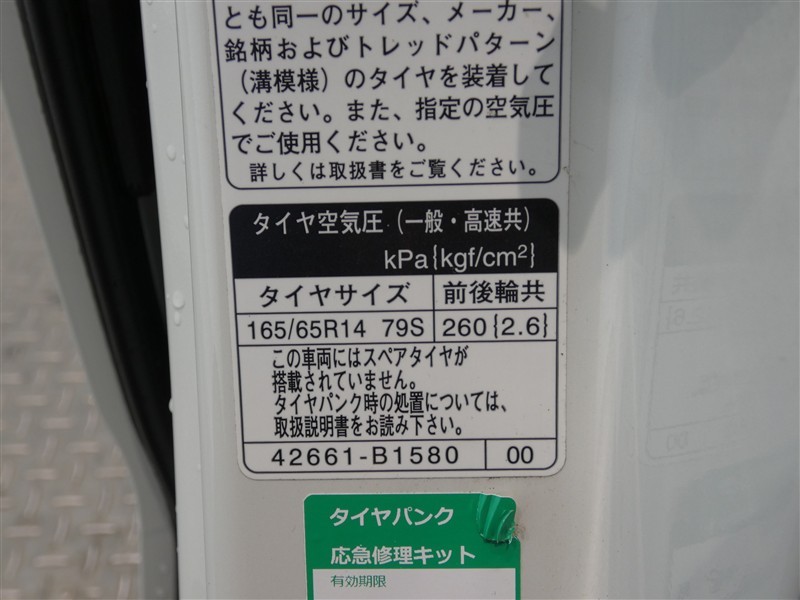 とも同一のサイズ、メーカー、
銘柄およびトレッドパターン
（溝模様）のタイヤを装着して
ください。また、指定の空気圧
でご使用ください。
詳しくは取扱書をご覧ください。
タイヤ空気圧（一般・高速共）
kPa{kgf/cm²}
タイヤサイズ 前後輪共
165/65R14 79S 260{2.6}
この車両にはスペアタイヤが
搭載されていません。
タイヤパンク時の処置については、
取扱説明書をお読み下さい。
42661-B1580 00
タイヤパンク
応急修理キット
有効期限